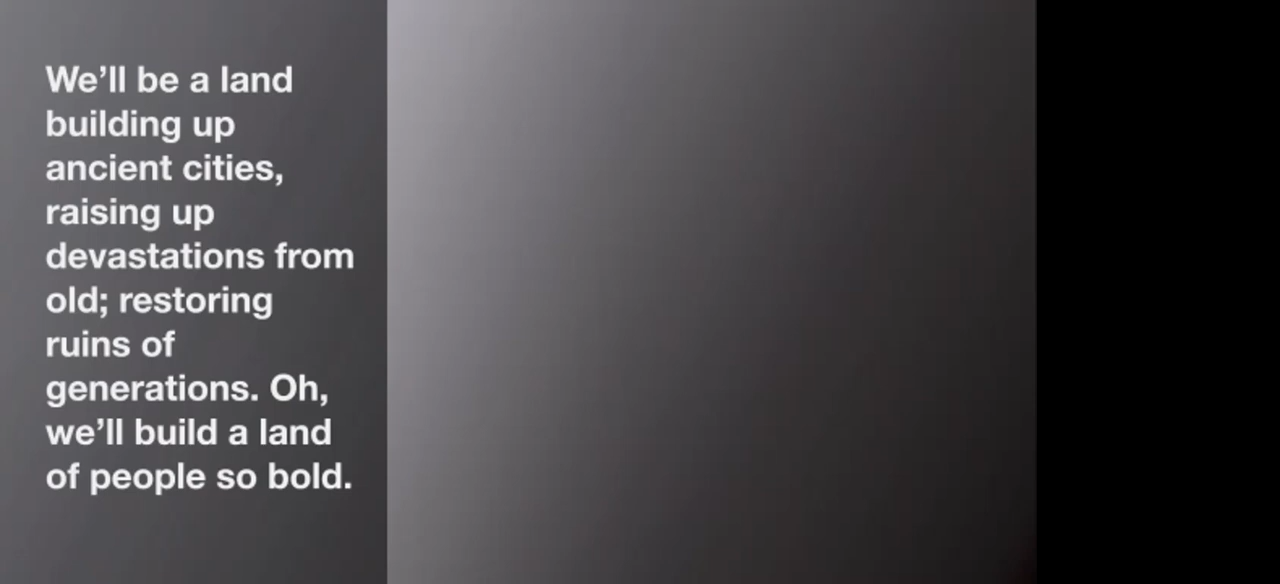 We’ll be a land
building up
ancient cities,
raising up
devastations from
old; restoring
ruins of
generations. Oh,
we’ll build a land
of people so bold.